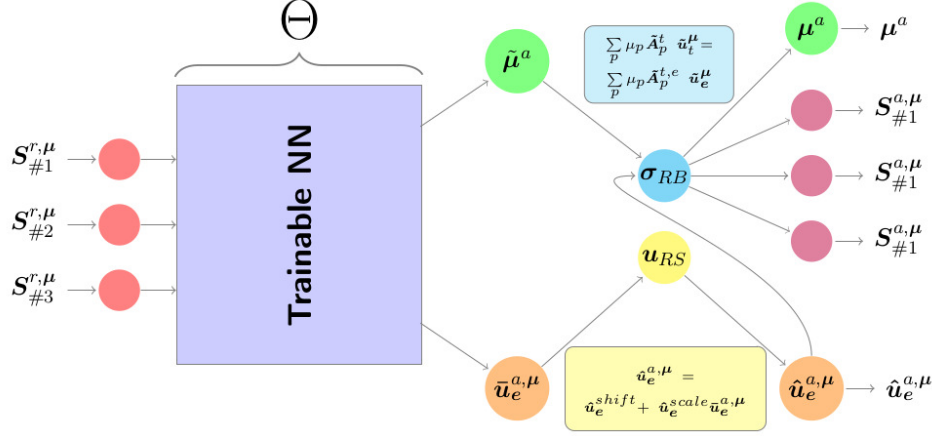 Θ
S^{r,μ}_{#1}
S^{r,μ}_{#2}
S^{r,μ}_{#3}
Trainable NN
μ̃^a
∑_p μ_p Ã^t_p ũ^μ_t =
∑_p μ_p Ã^{t,e}_p ũ^μ_e
σ_{RB}
u_{RS}
ū^{a,μ}_e
û^{a,μ}_e =
û^{shift}_e + û^{scale}_e ū^{a,μ}_e
û^{a,μ}_e
μ^a
μ^a
S^{a,μ}_{#1}
S^{a,μ}_{#1}
S^{a,μ}_{#1}
û^{a,μ}_e